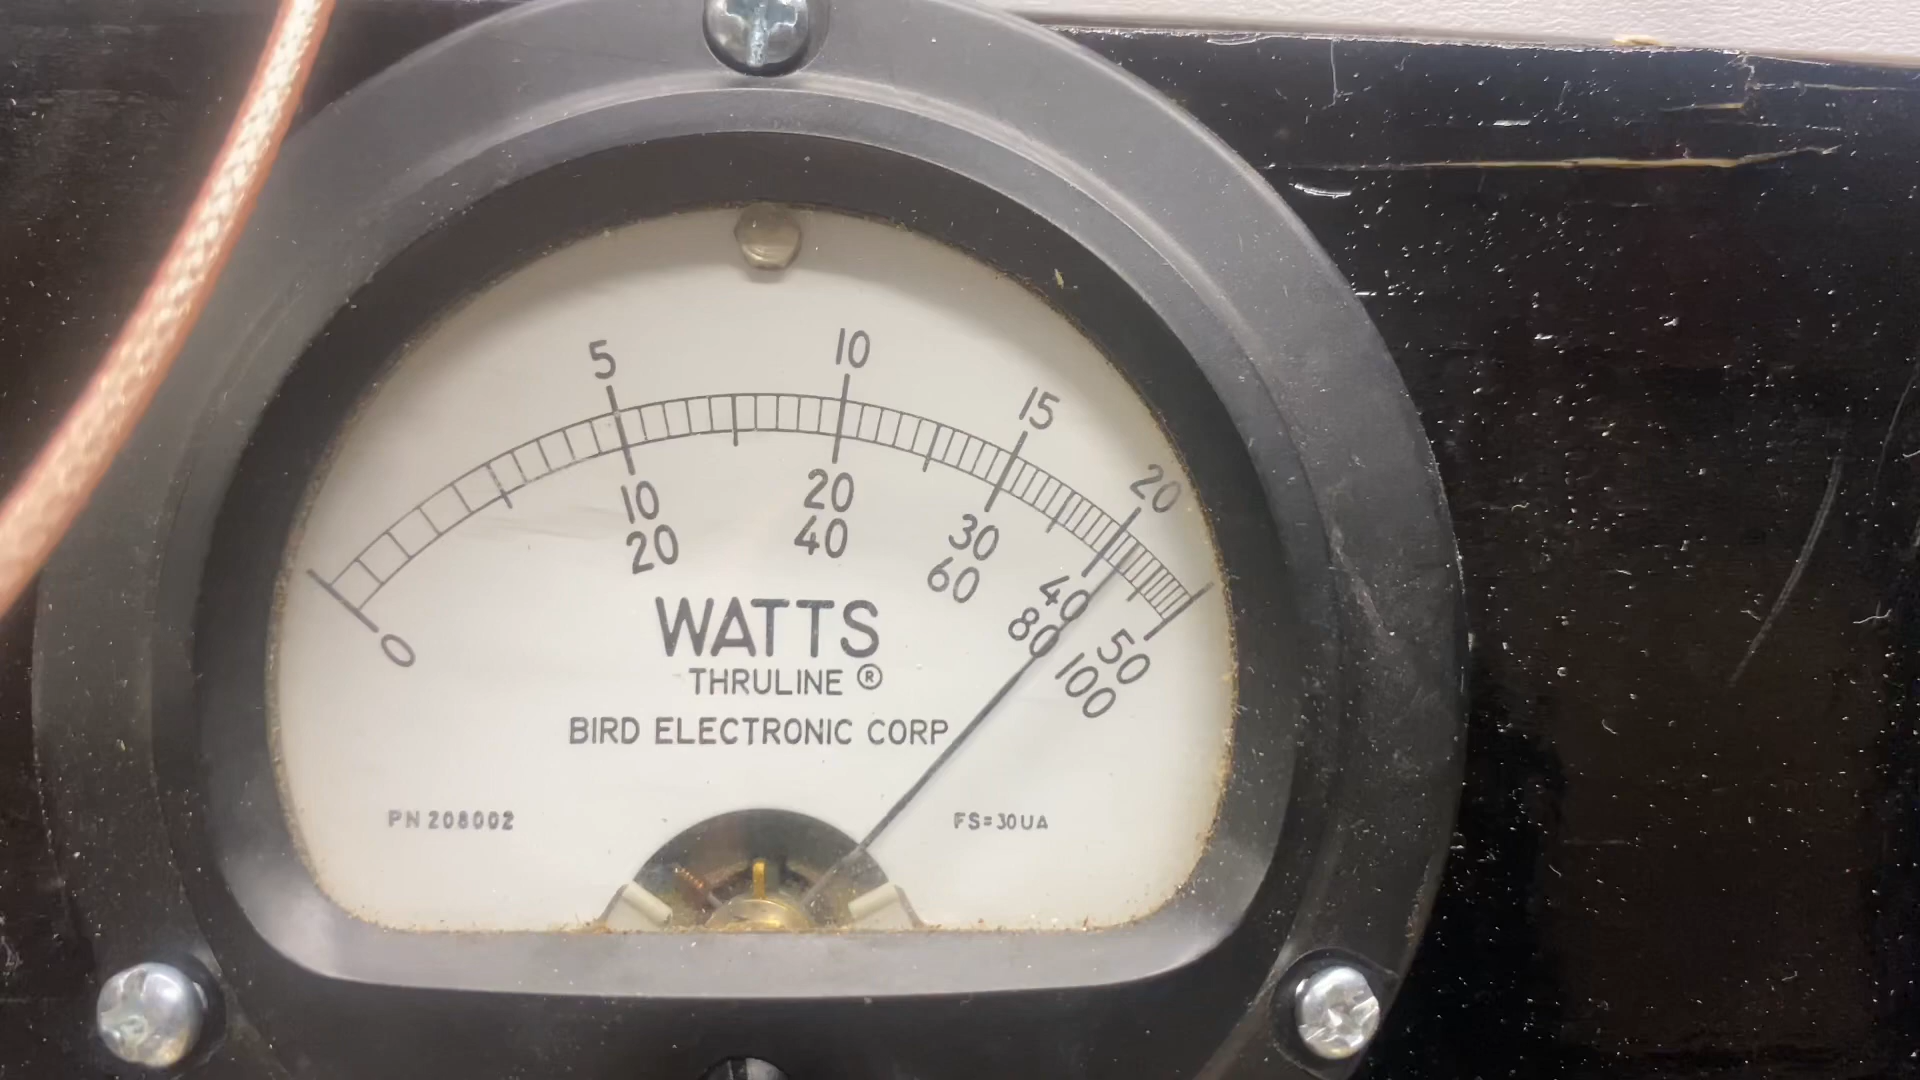 5 10 15 20
0 10 20 30 40 50
20 40 60 80 100
WATTS
THRULINE ®
BIRD ELECTRONIC CORP
PN 208002 FS=30UA